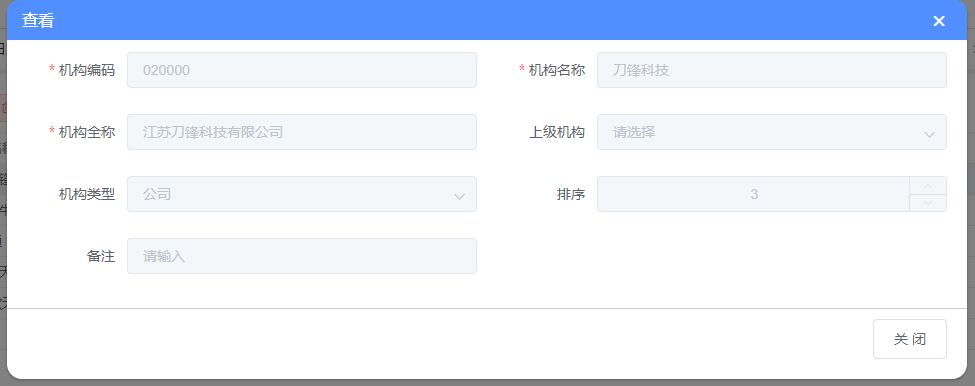 查看
* 机构编码 020000 * 机构名称 刀锋科技
* 机构全称 江苏刀锋科技有限公司 上级机构 请选择
机构类型 公司 排序 3
备注 请输入
关 闭